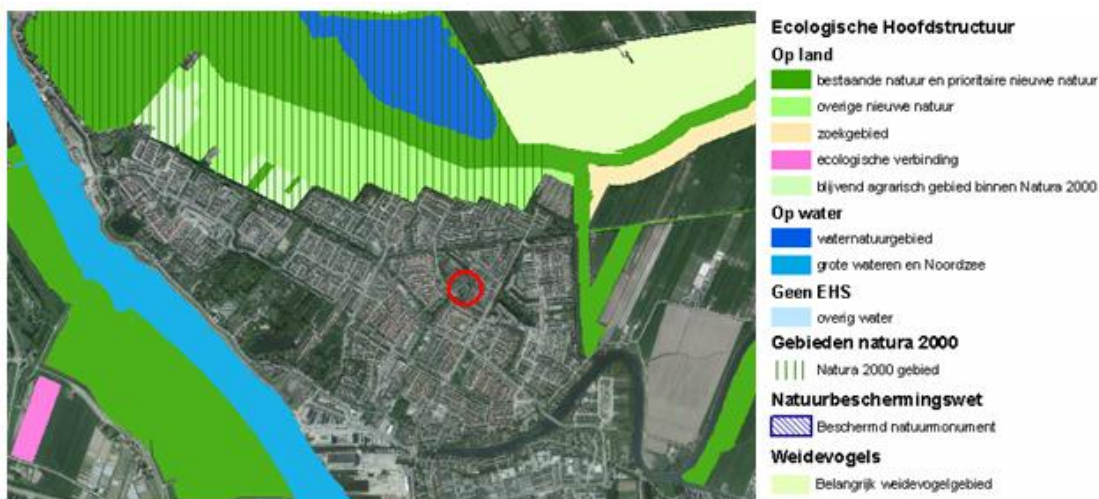 Ecologische Hoofdstructuur
Op land
bestaande natuur en prioritaire nieuwe natuur
overige nieuwe natuur
zoekgebied
ecologische verbinding
blijvend agrarisch gebied binnen Natura 2000
Op water
waternatuurgebied
grote wateren en Noordzee
Geen EHS
overig water
Gebieden natura 2000
Natura 2000 gebied
Natuurbeschermingswet
Beschermd natuurmonument
Weidevogels
Belangrijk weidevogelgebied